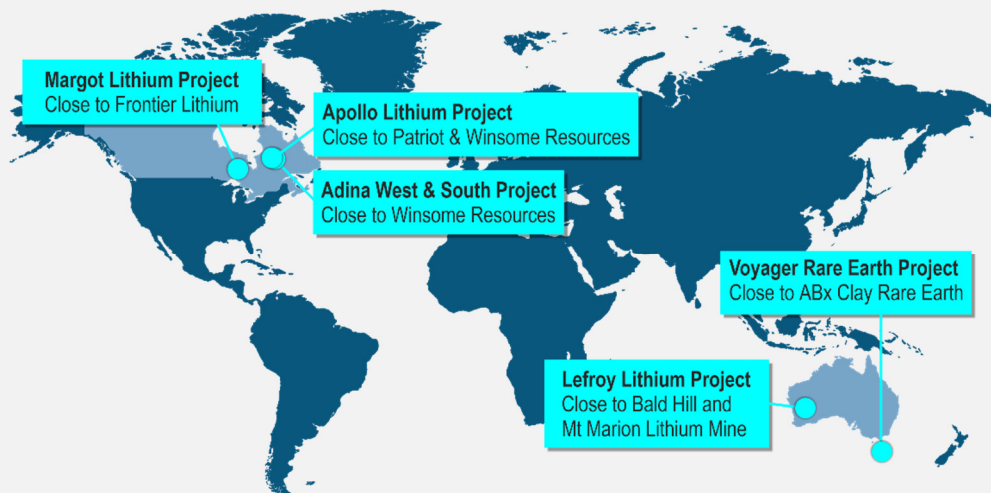 Margot Lithium Project
Close to Frontier Lithium
Apollo Lithium Project
Close to Patriot & Winsome Resources
Adina West & South Project
Close to Winsome Resources
Voyager Rare Earth Project
Close to ABx Clay Rare Earth
Lefroy Lithium Project
Close to Bald Hill and
Mt Marion Lithium Mine